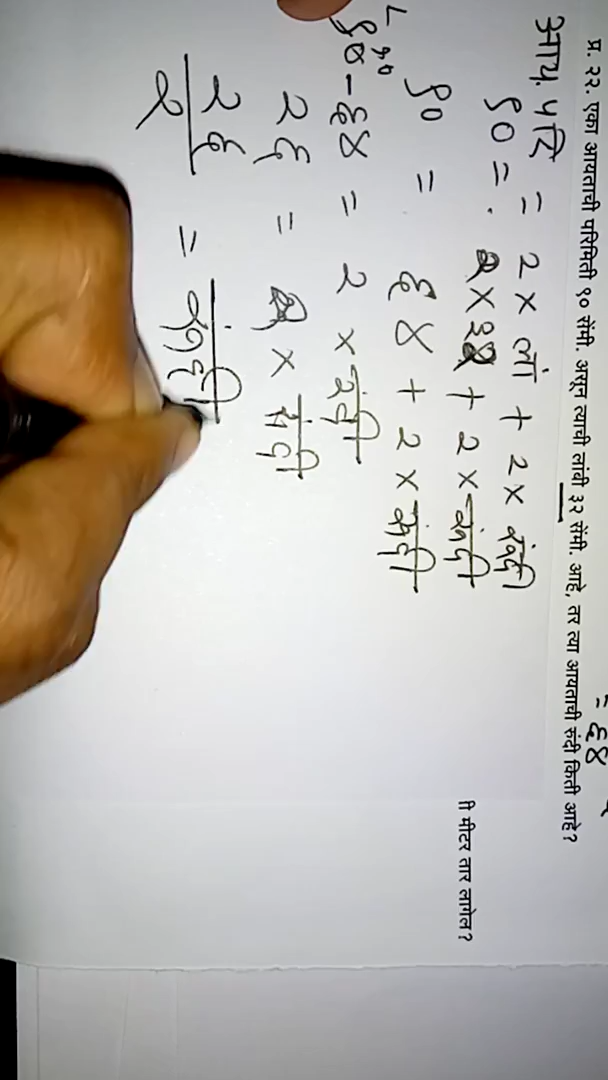 प्र. २२. एका आयताची परिमिती ९० सेंमी. असून त्याची लांबी ३२ सेंमी. आहे, तर त्या आयताची रुंदी किती आहे?
= ६४
आय. परि = २ × लां + २ × रुंदी
९० = २ × ३२ + २ × रुंदी
९० = ६४ + २ × रुंदी
९० - ६४ = २ × रुंदी
२६ = २ × रुंदी
२६/२ = रुंदी
मीटर तार लागेल?